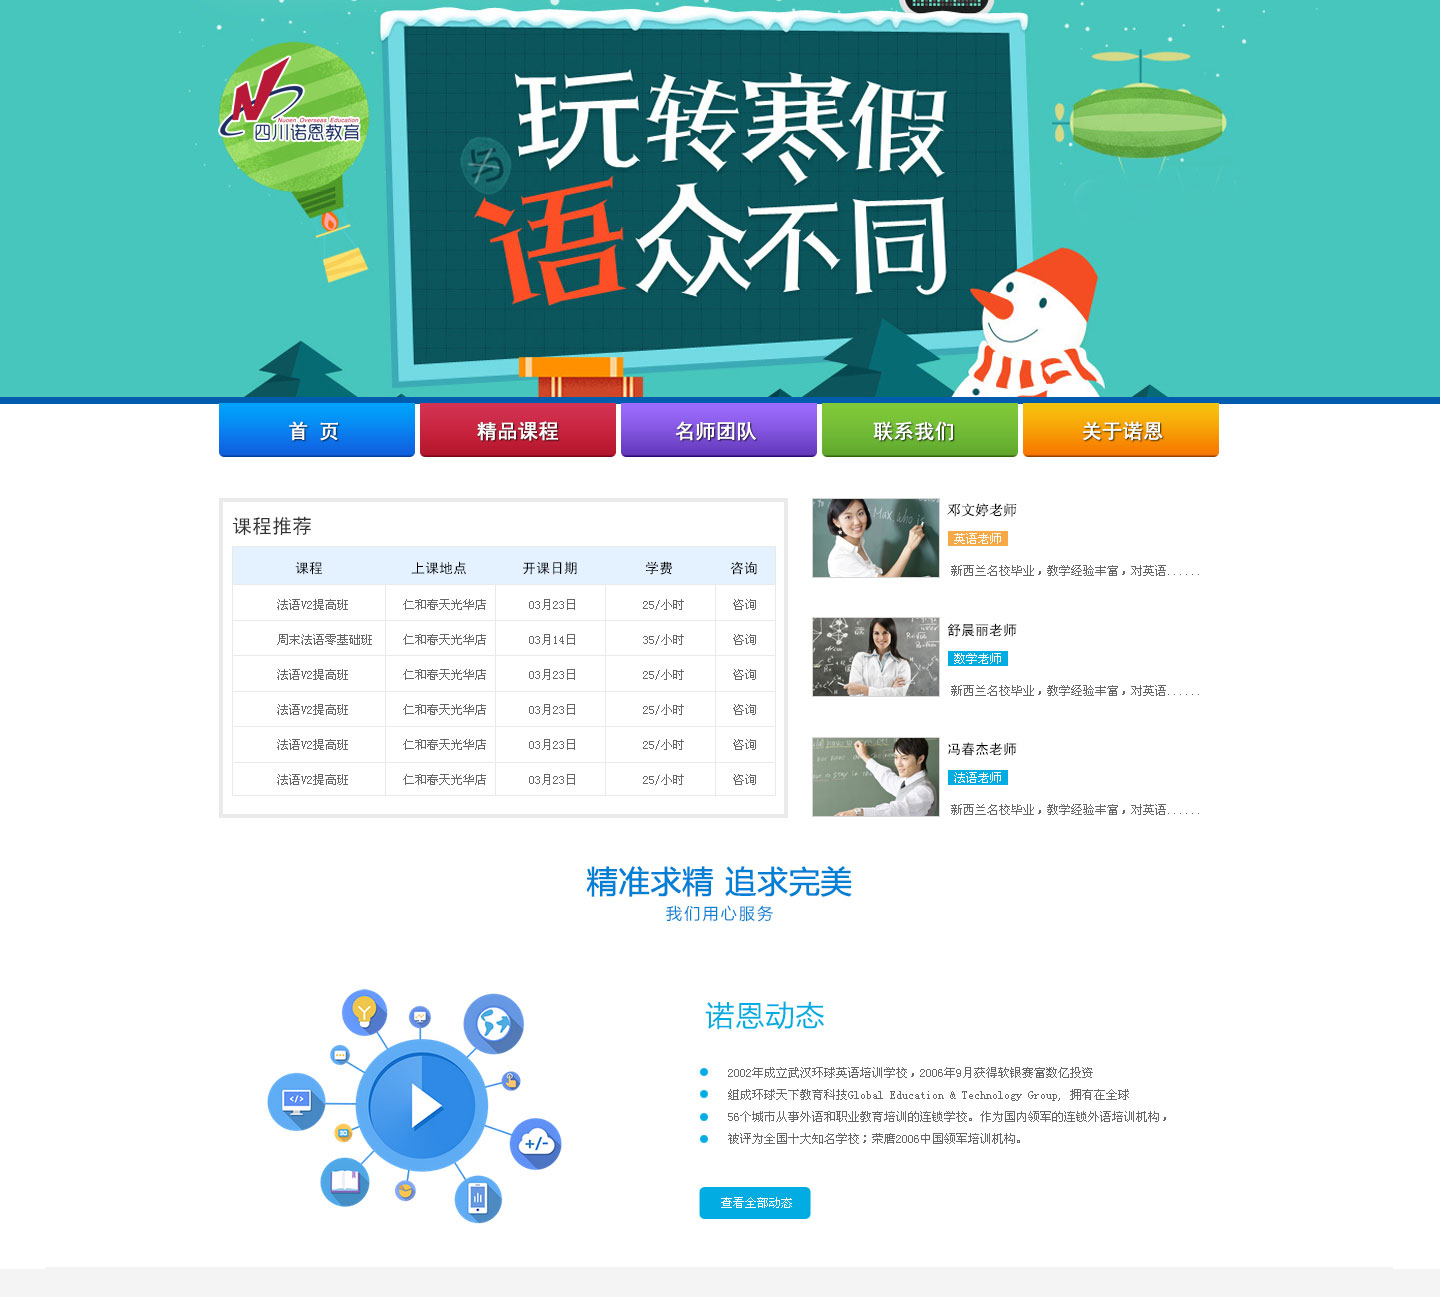 Nuoen Overseas Education
四川诺恩教育
玩转寒假
与
语众不同
首 页
精品课程
名师团队
联系我们
关于诺恩
课程推荐
课程 上课地点 开课日期 学费 咨询
法语V2提高班 仁和春天光华店 03月23日 25/小时 咨询
周末法语零基础班 仁和春天光华店 03月14日 35/小时 咨询
法语V2提高班 仁和春天光华店 03月23日 25/小时 咨询
法语V2提高班 仁和春天光华店 03月23日 25/小时 咨询
法语V2提高班 仁和春天光华店 03月23日 25/小时 咨询
法语V2提高班 仁和春天光华店 03月23日 25/小时 咨询
Max who is
邓文婷老师
英语老师
新西兰名校毕业，教学经验丰富，对英语......
舒晨丽老师
数学老师
新西兰名校毕业，教学经验丰富，对英语......
冯春杰老师
法语老师
新西兰名校毕业，教学经验丰富，对英语......
精准求精 追求完美
我们用心服务
</>
+/-
诺恩动态
2002年成立武汉环球英语培训学校，2006年9月获得软银赛富数亿投资
组成环球天下教育科技Global Education & Technology Group, 拥有在全球
56个城市从事外语和职业教育培训的连锁学校。作为国内领军的连锁外语培训机构，
被评为全国十大知名学校；荣膺2006中国领军培训机构。
查看全部动态